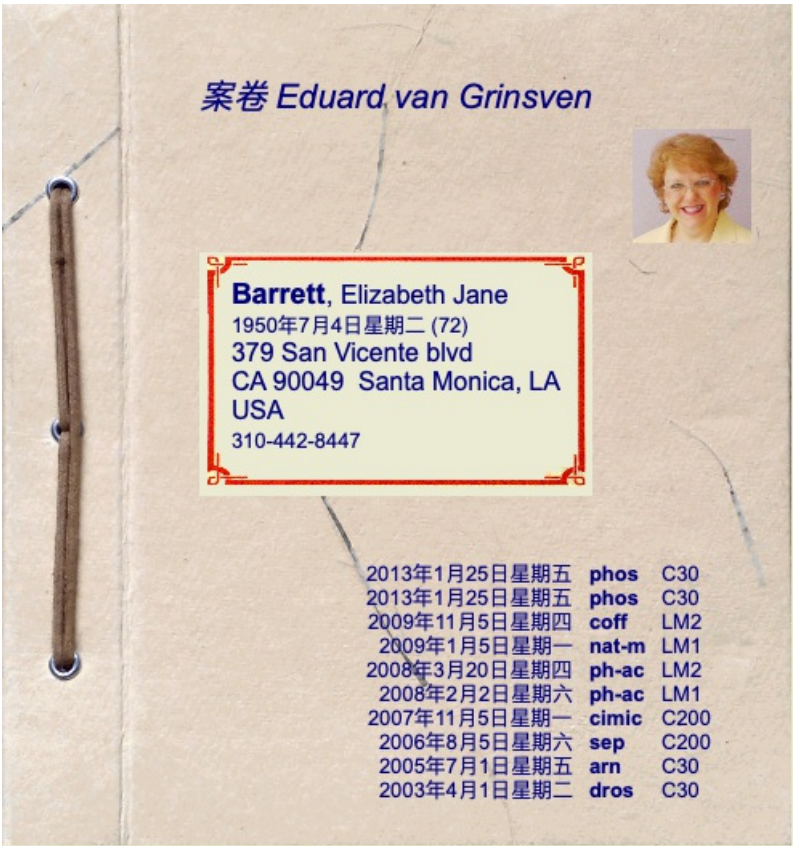 案卷 Eduard van Grinsven
Barrett, Elizabeth Jane
1950年7月4日星期二 (72)
379 San Vicente blvd
CA 90049 Santa Monica, LA
USA
310-442-8447
2013年1月25日星期五 phos C30
2013年1月25日星期五 phos C30
2009年11月5日星期四 coff LM2
2009年1月5日星期一 nat-m LM1
2008年3月20日星期四 ph-ac LM2
2008年2月2日星期六 ph-ac LM1
2007年11月5日星期一 cimic C200
2006年8月5日星期六 sep C200
2005年7月1日星期五 arn C30
2003年4月1日星期二 dros C30